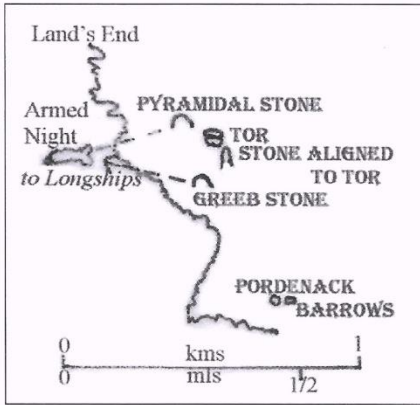 Land's End
Armed
Night
PYRAMIDAL STONE
TOR
STONE ALIGNED
TO TOR
to Longships
GREEB STONE
PORDENACK
BARROWS
0 1
kms
0 mls 1/2